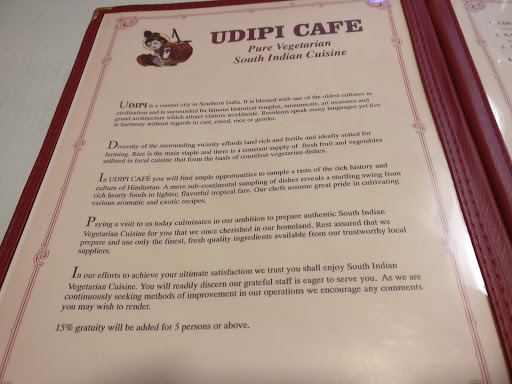 UDIPI CAFE
Pure Vegetarian
South Indian Cuisine
UDIPI is a coastal city in Southern India. It is blessed with one of the oldest cultures in
civilization and is surrounded by famous historical temples, monuments, art treasures and
grand architecture which attract visitors worldwide. Residents speak many languages yet live
in harmony without regards to cast, creed, race or gender.
Diversity of the surrounding vicinity affords land rich and fertile and ideally suited for
farming. Rice is the main staple and there is a constant supply of fresh fruit and vegetables
utilized in local cuisine that form the basis of countless vegetarian dishes.
In UDIPI CAFÉ you will find ample opportunities to sample a taste of the rich history and
culture of Hindustan. A mere sub-continental sampling of dishes reveals a startling swing from
rich hearty foods to lighter, flavorful tropical fare. Our chefs assume great pride in cultivating
various aromatic and exotic recipes.
Paying a visit to us today culminates in our ambition to prepare authentic South Indian
Vegetarian Cuisine for you that we once cherished in our homeland. Rest assured that we
prepare and use only the finest, fresh quality ingredients available from our trustworthy local
suppliers.
In our efforts to achieve your ultimate satisfaction we trust you shall enjoy South Indian
Vegetarian Cuisine. You will readily discern our grateful staff is eager to serve you. As we are
continuously seeking methods of improvement in our operations we encourage any comments
you may wish to render.
15% gratuity will be added for 5 persons or above.